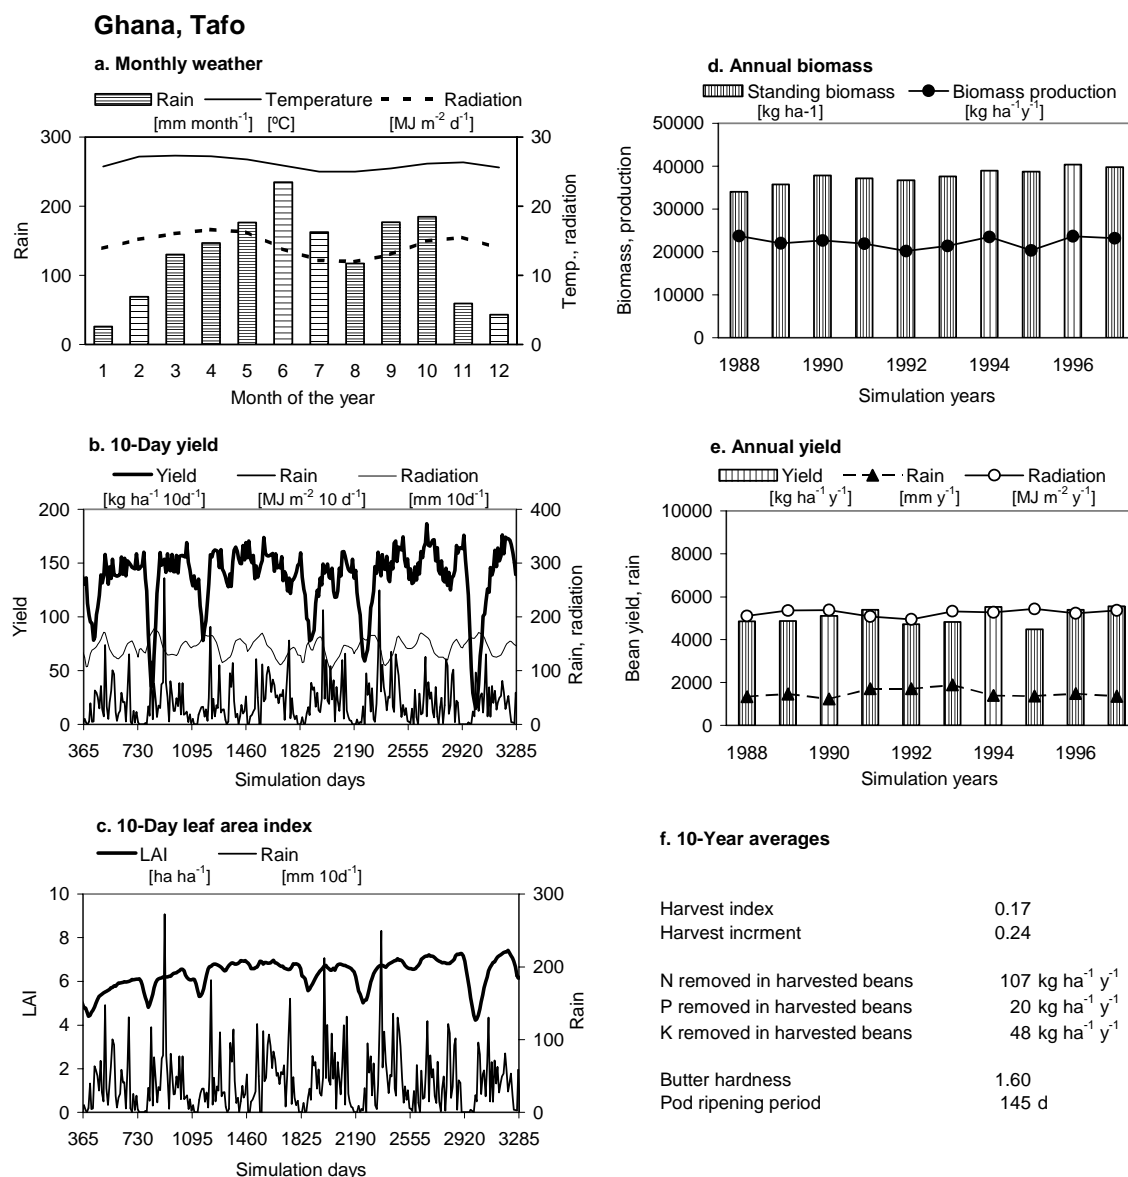 Ghana, Tafo
a. Monthly weather
Rain Temperature Radiation
[mm month-1] [ºC] [MJ m-2 d-1]
300 30
200 20
100 10
0 0
Rain
Temp., radiation
1 2 3 4 5 6 7 8 9 10 11 12
Month of the year
b. 10-Day yield
Yield Rain Radiation
[kg ha-1 10d-1] [MJ m-2 10 d-1] [mm 10d-1]
200 400
150 300
100 200
50 100
0 0
Yield
Rain, radiation
365 730 1095 1460 1825 2190 2555 2920 3285
Simulation days
c. 10-Day leaf area index
LAI Rain
[ha ha-1] [mm 10d-1]
10 300
8
6 200
4 100
2
0 0
LAI
Rain
365 730 1095 1460 1825 2190 2555 2920 3285
Simulation days
d. Annual biomass
Standing biomass Biomass production
[kg ha-1] [kg ha-1y-1]
50000
40000
30000
20000
10000
0
Biomass, production
1988 1990 1992 1994 1996
Simulation years
e. Annual yield
Yield Rain Radiation
[kg ha-1 y-1] [mm y-1] [MJ m-2 y-1]
10000
8000
6000
4000
2000
0
Bean yield, rain
1988 1990 1992 1994 1996
Simulation years
f. 10-Year averages
Harvest index 0.17
Harvest incrment 0.24
N removed in harvested beans 107 kg ha-1 y-1
P removed in harvested beans 20 kg ha-1 y-1
K removed in harvested beans 48 kg ha-1 y-1
Butter hardness 1.60
Pod ripening period 145 d